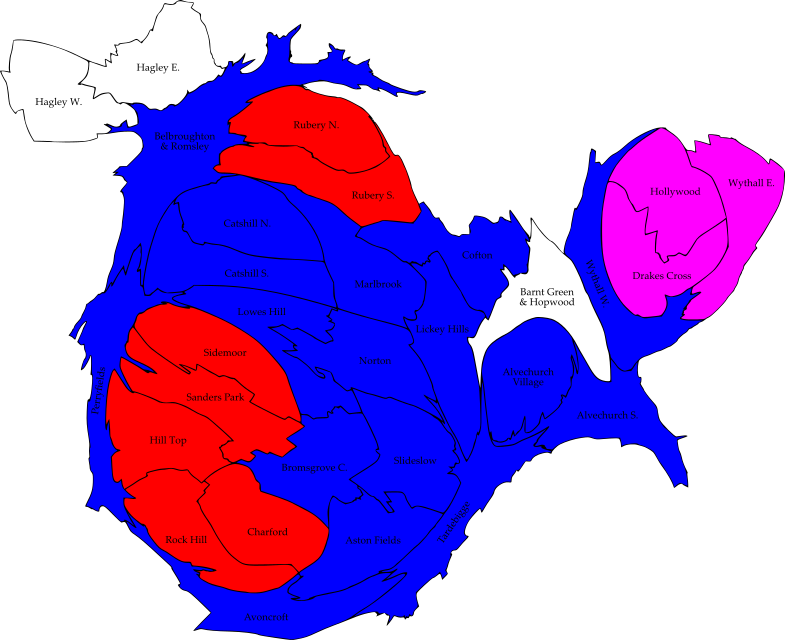 Hagley E.
Hagley W.
Rubery N.
Belbroughton
& Romsley
Rubery S.
Hollywood
Wythall E.
Catshill N.
Cofton
Catshill S.
Marlbrook
Wythall W.
Drakes Cross
Barnt Green
& Hopwood
Lowes Hill
Lickey Hills
Sidemoor
Norton
Alvechurch
Village
Perryfields
Sanders Park
Alvechurch S.
Hill Top
Bromsgrove C.
Slideslow
Tardebigge
Rock Hill
Charford
Aston Fields
Avoncroft